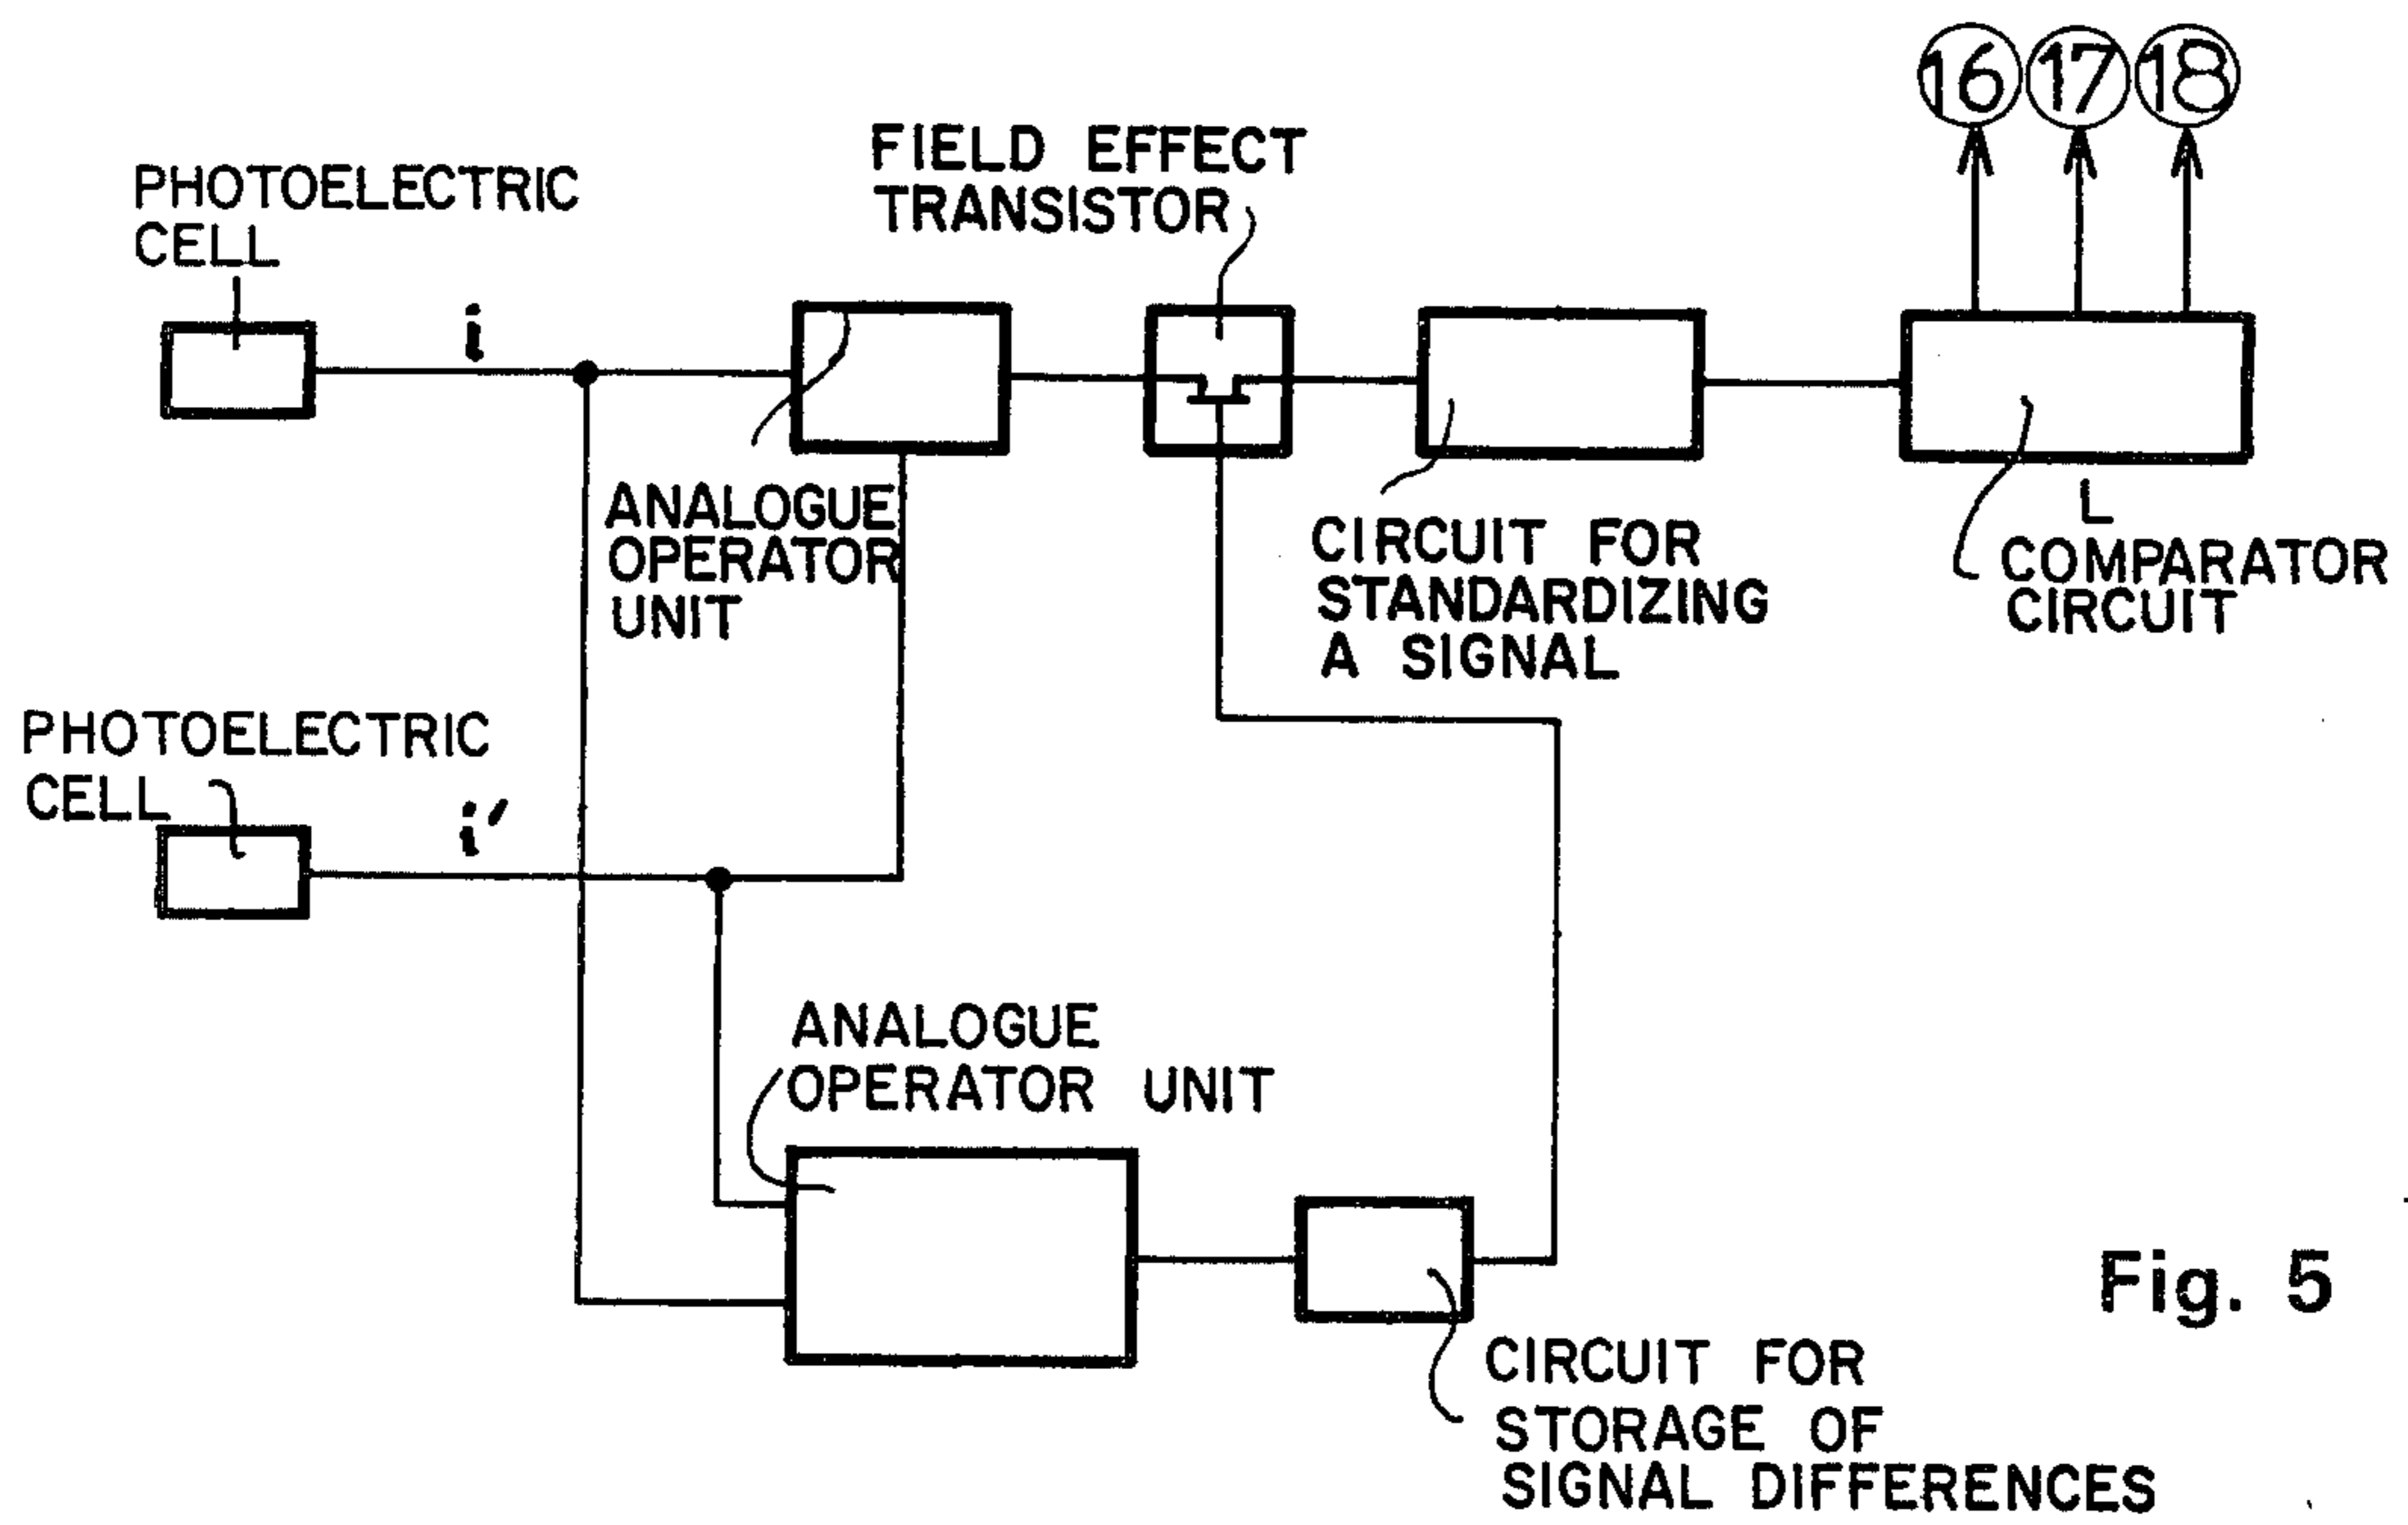 16 17 18
FIELD EFFECT
TRANSISTOR
PHOTOELECTRIC
CELL
i
ANALOGUE
OPERATOR
UNIT
CIRCUIT FOR
STANDARDIZING
A SIGNAL
L
COMPARATOR
CIRCUIT
PHOTOELECTRIC
CELL
i'
ANALOGUE
OPERATOR UNIT
CIRCUIT FOR
STORAGE OF
SIGNAL DIFFERENCES
Fig. 5